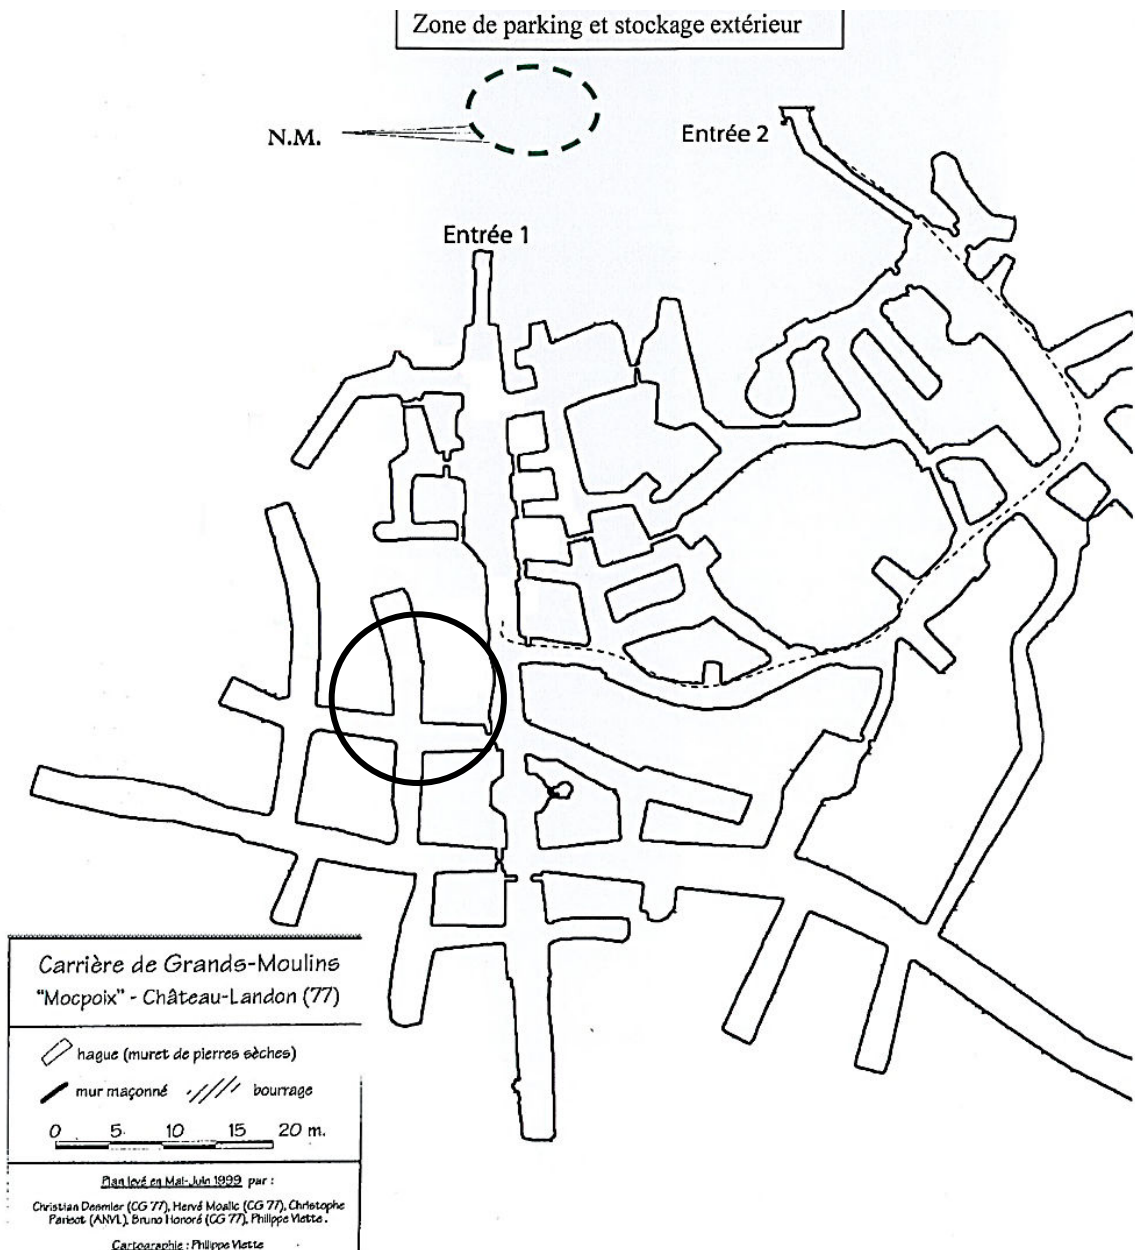 Zone de parking et stockage extérieur
N.M.
Entrée 2
Entrée 1
Carrière de Grands-Moulins
"Mocpoix" - Château-Landon (77)
hague (muret de pierres sèches)
mur maçonné bourrage
0 5 10 15 20 m.
Plan levé en Mai-Juin 1999 par :
Christian Desmier (CG 77), Hervé Moalic (CG 77), Christophe
Parisot (ANVL), Bruno Honoré (CG 77), Philippe Viette.
Cartographie : Philippe Viette